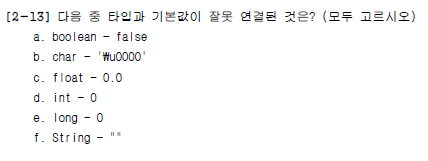 [2-13] 다음 중 타입과 기본값이 잘못 연결된 것은? (모두 고르시오)
a. boolean - false
b. char - '₩u0000'
c. float - 0.0
d. int - 0
e. long - 0
f. String - ""